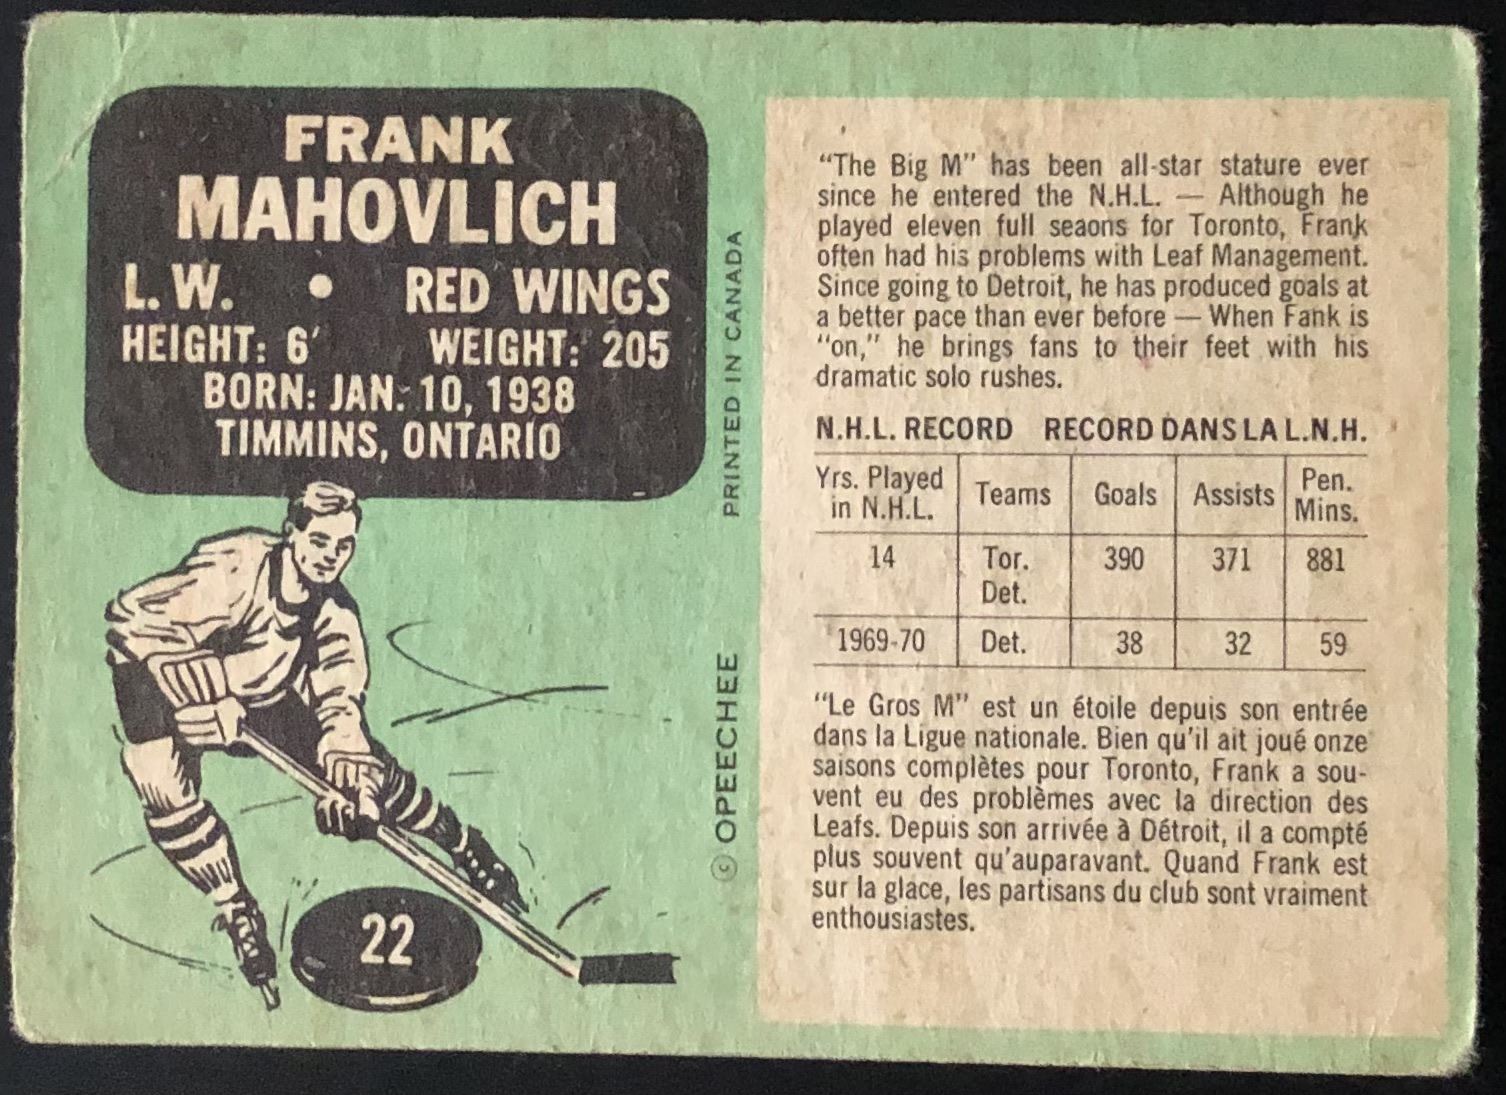 FRANK
MAHOVLICH
L. W. • RED WINGS
HEIGHT: 6' WEIGHT: 205
BORN: JAN. 10, 1938
TIMMINS, ONTARIO
22
PRINTED IN CANADA
© OPEECHEE
"The Big M" has been all-star stature ever
since he entered the N.H.L. — Although he
played eleven full seaons for Toronto, Frank
often had his problems with Leaf Management.
Since going to Detroit, he has produced goals at
a better pace than ever before — When Fank is
"on," he brings fans to their feet with his
dramatic solo rushes.
N.H.L. RECORD RECORD DANS LA L.N.H.
Yrs. Played in N.H.L. Teams Goals Assists Pen. Mins.
14 Tor. Det. 390 371 881
1969-70 Det. 38 32 59
"Le Gros M" est un étoile depuis son entrée
dans la Ligue nationale. Bien qu'il ait joué onze
saisons complètes pour Toronto, Frank a sou-
vent eu des problèmes avec la direction des
Leafs. Depuis son arrivée à Détroit, il a compté
plus souvent qu'auparavant. Quand Frank est
sur la glace, les partisans du club sont vraiment
enthousiastes.